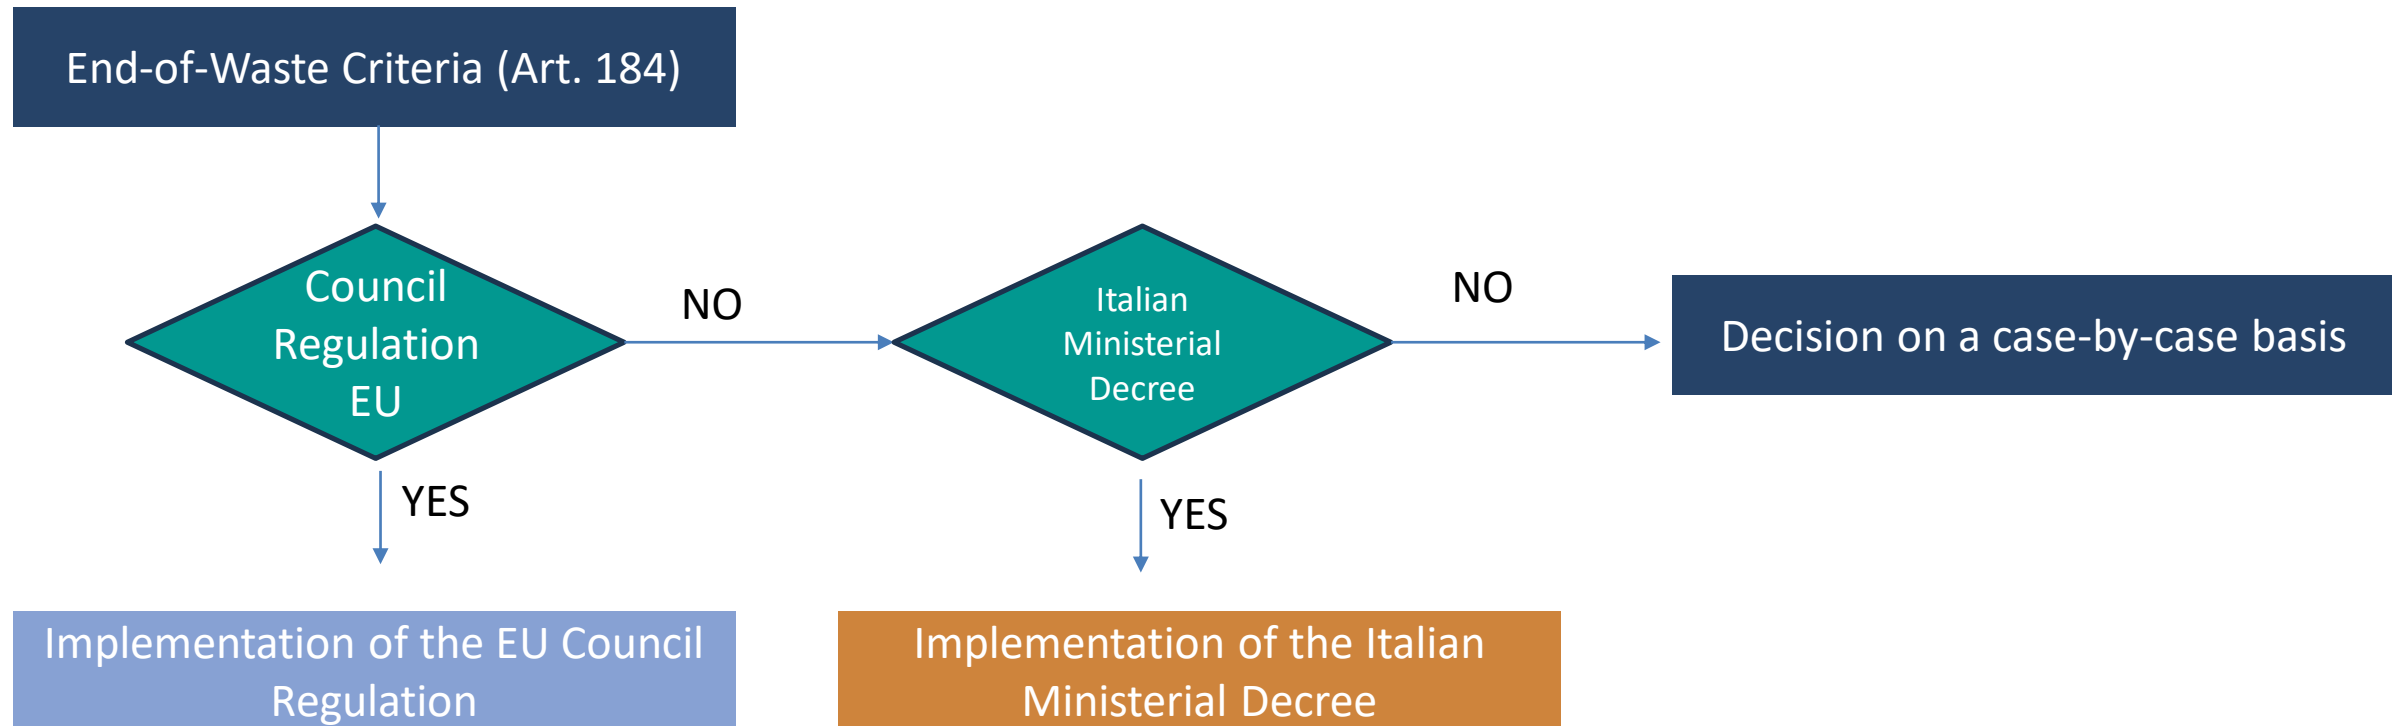 End-of-Waste Criteria (Art. 184)
Council
Regulation
EU
NO
Italian
Ministerial
Decree
NO
Decision on a case-by-case basis
YES
YES
Implementation of the EU Council
Regulation
Implementation of the Italian
Ministerial Decree